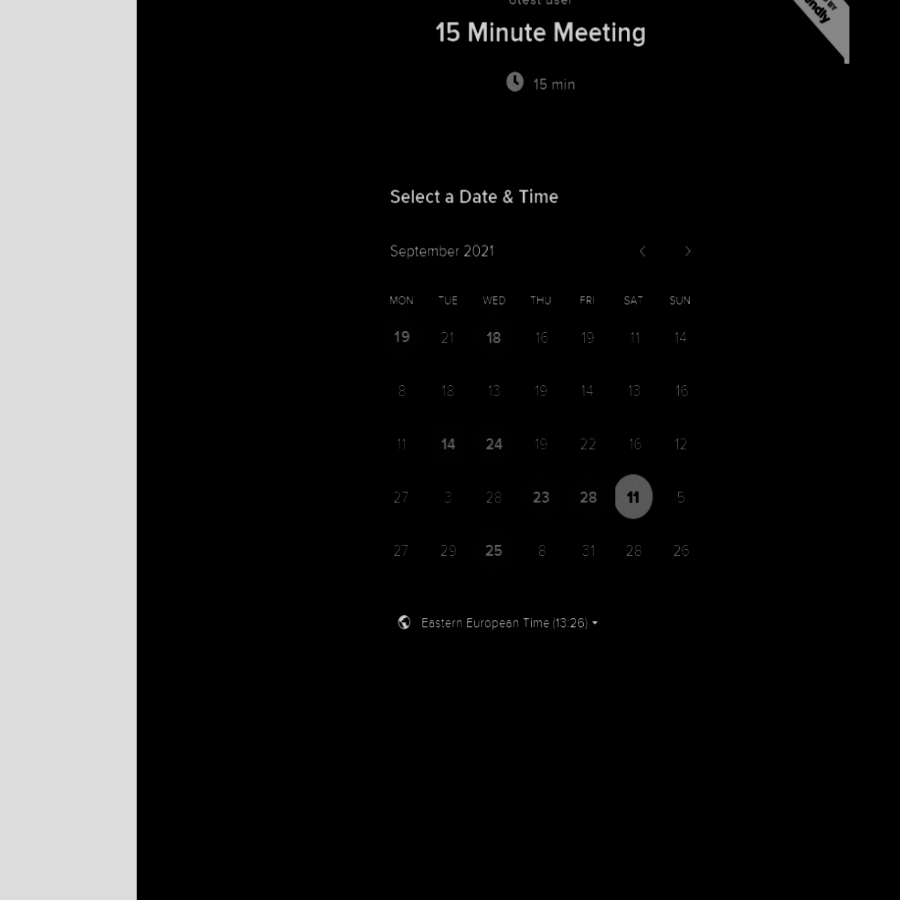 15 Minute Meeting
15 min
Select a Date & Time
September 2021
MON TUE WED THU FRI SAT SUN
19 21 18 16 19 11 14
8 18 13 19 14 13 16
11 14 24 19 22 16 12
27 3 28 23 28 11 5
27 29 25 8 31 28 26
Eastern European Time (13:26)